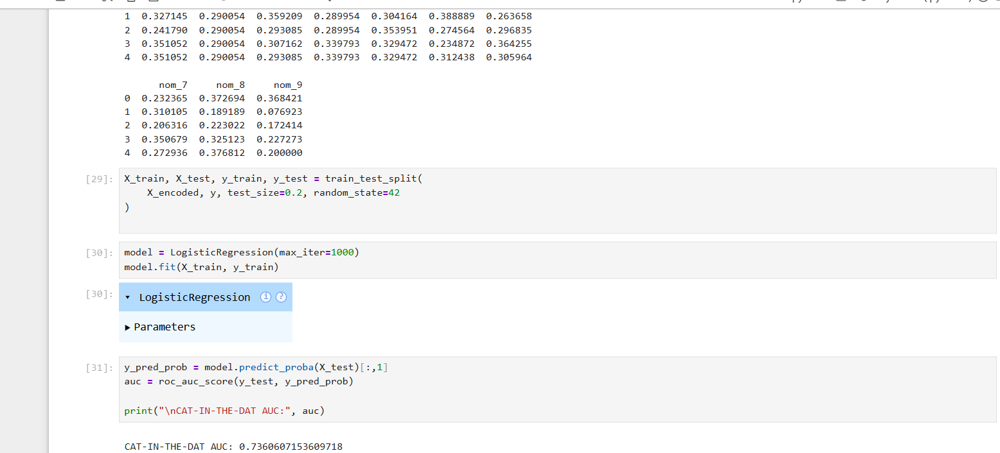 1 0.327145 0.290054 0.359209 0.289954 0.304164 0.388889 0.263658
2 0.241790 0.290054 0.293085 0.289954 0.353951 0.274564 0.296835
3 0.351052 0.290054 0.307162 0.339793 0.329472 0.234872 0.364255
4 0.351052 0.290054 0.293085 0.339793 0.329472 0.312438 0.305964
nom_7 nom_8 nom_9
0 0.232365 0.372694 0.368421
1 0.310105 0.189189 0.076923
2 0.206316 0.223022 0.172414
3 0.350679 0.325123 0.227273
4 0.272936 0.376812 0.200000
[29]: X_train, X_test, y_train, y_test = train_test_split(
X_encoded, y, test_size=0.2, random_state=42
)
[30]: model = LogisticRegression(max_iter=1000)
model.fit(X_train, y_train)
[30]: ▾ LogisticRegression i ?
▸ Parameters
[31]: y_pred_prob = model.predict_proba(X_test)[:,1]
auc = roc_auc_score(y_test, y_pred_prob)
print("\nCAT-IN-THE-DAT AUC:", auc)
CAT-IN-THE-DAT AUC: 0.7360607153609718